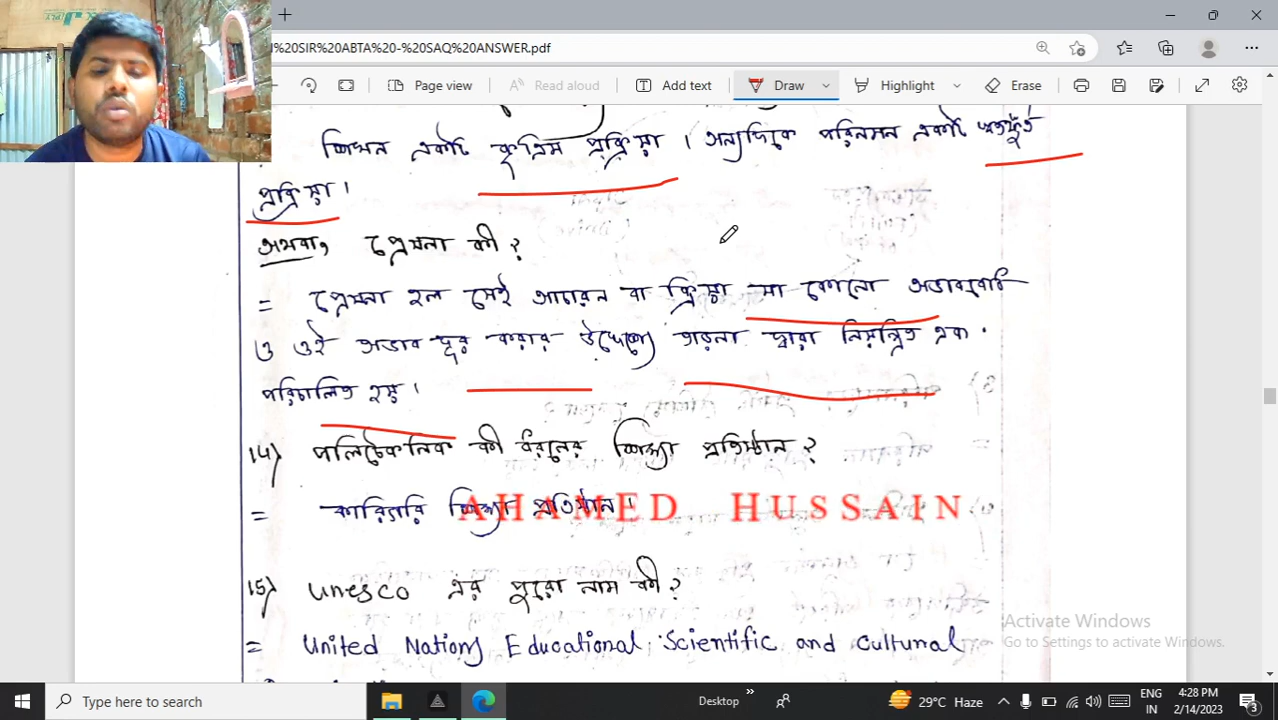 I%20SIR%20ABTA%20-%20SAQ%20ANSWER.pdf
Page view
Read aloud
Add text
Draw
Highlight
Erase
শিখন একটি কৃত্রিম প্রক্রিয়া । অন্যদিকে পরিনমন একটি স্বতস্ফূর্ত
প্রক্রিয়া ।
অথবা, প্রেষনা কী ?
= প্রেষনা হল সেই আচরন বা ক্রিয়া যা কোনো অভাববোধ
ও ওই অভাব দূর করার উদ্দেশ্যে তাড়না দ্বারা নিয়ন্ত্রিত এবং
পরিচালিত হয় ।
14) পলিটেকনিক কী ধরনের শিক্ষা প্রতিষ্ঠান ?
= কারিগরি শিক্ষা প্রতিষ্ঠান ।
AHAMED HUSSAIN
15) Unesco এর পুরো নাম কী ?
= United Nations Educational, Scientific and Cultural
Activate Windows
Go to Settings to activate Windows.
Type here to search
Desktop
29°C Haze
ENG
IN
4:28 PM
2/14/2023